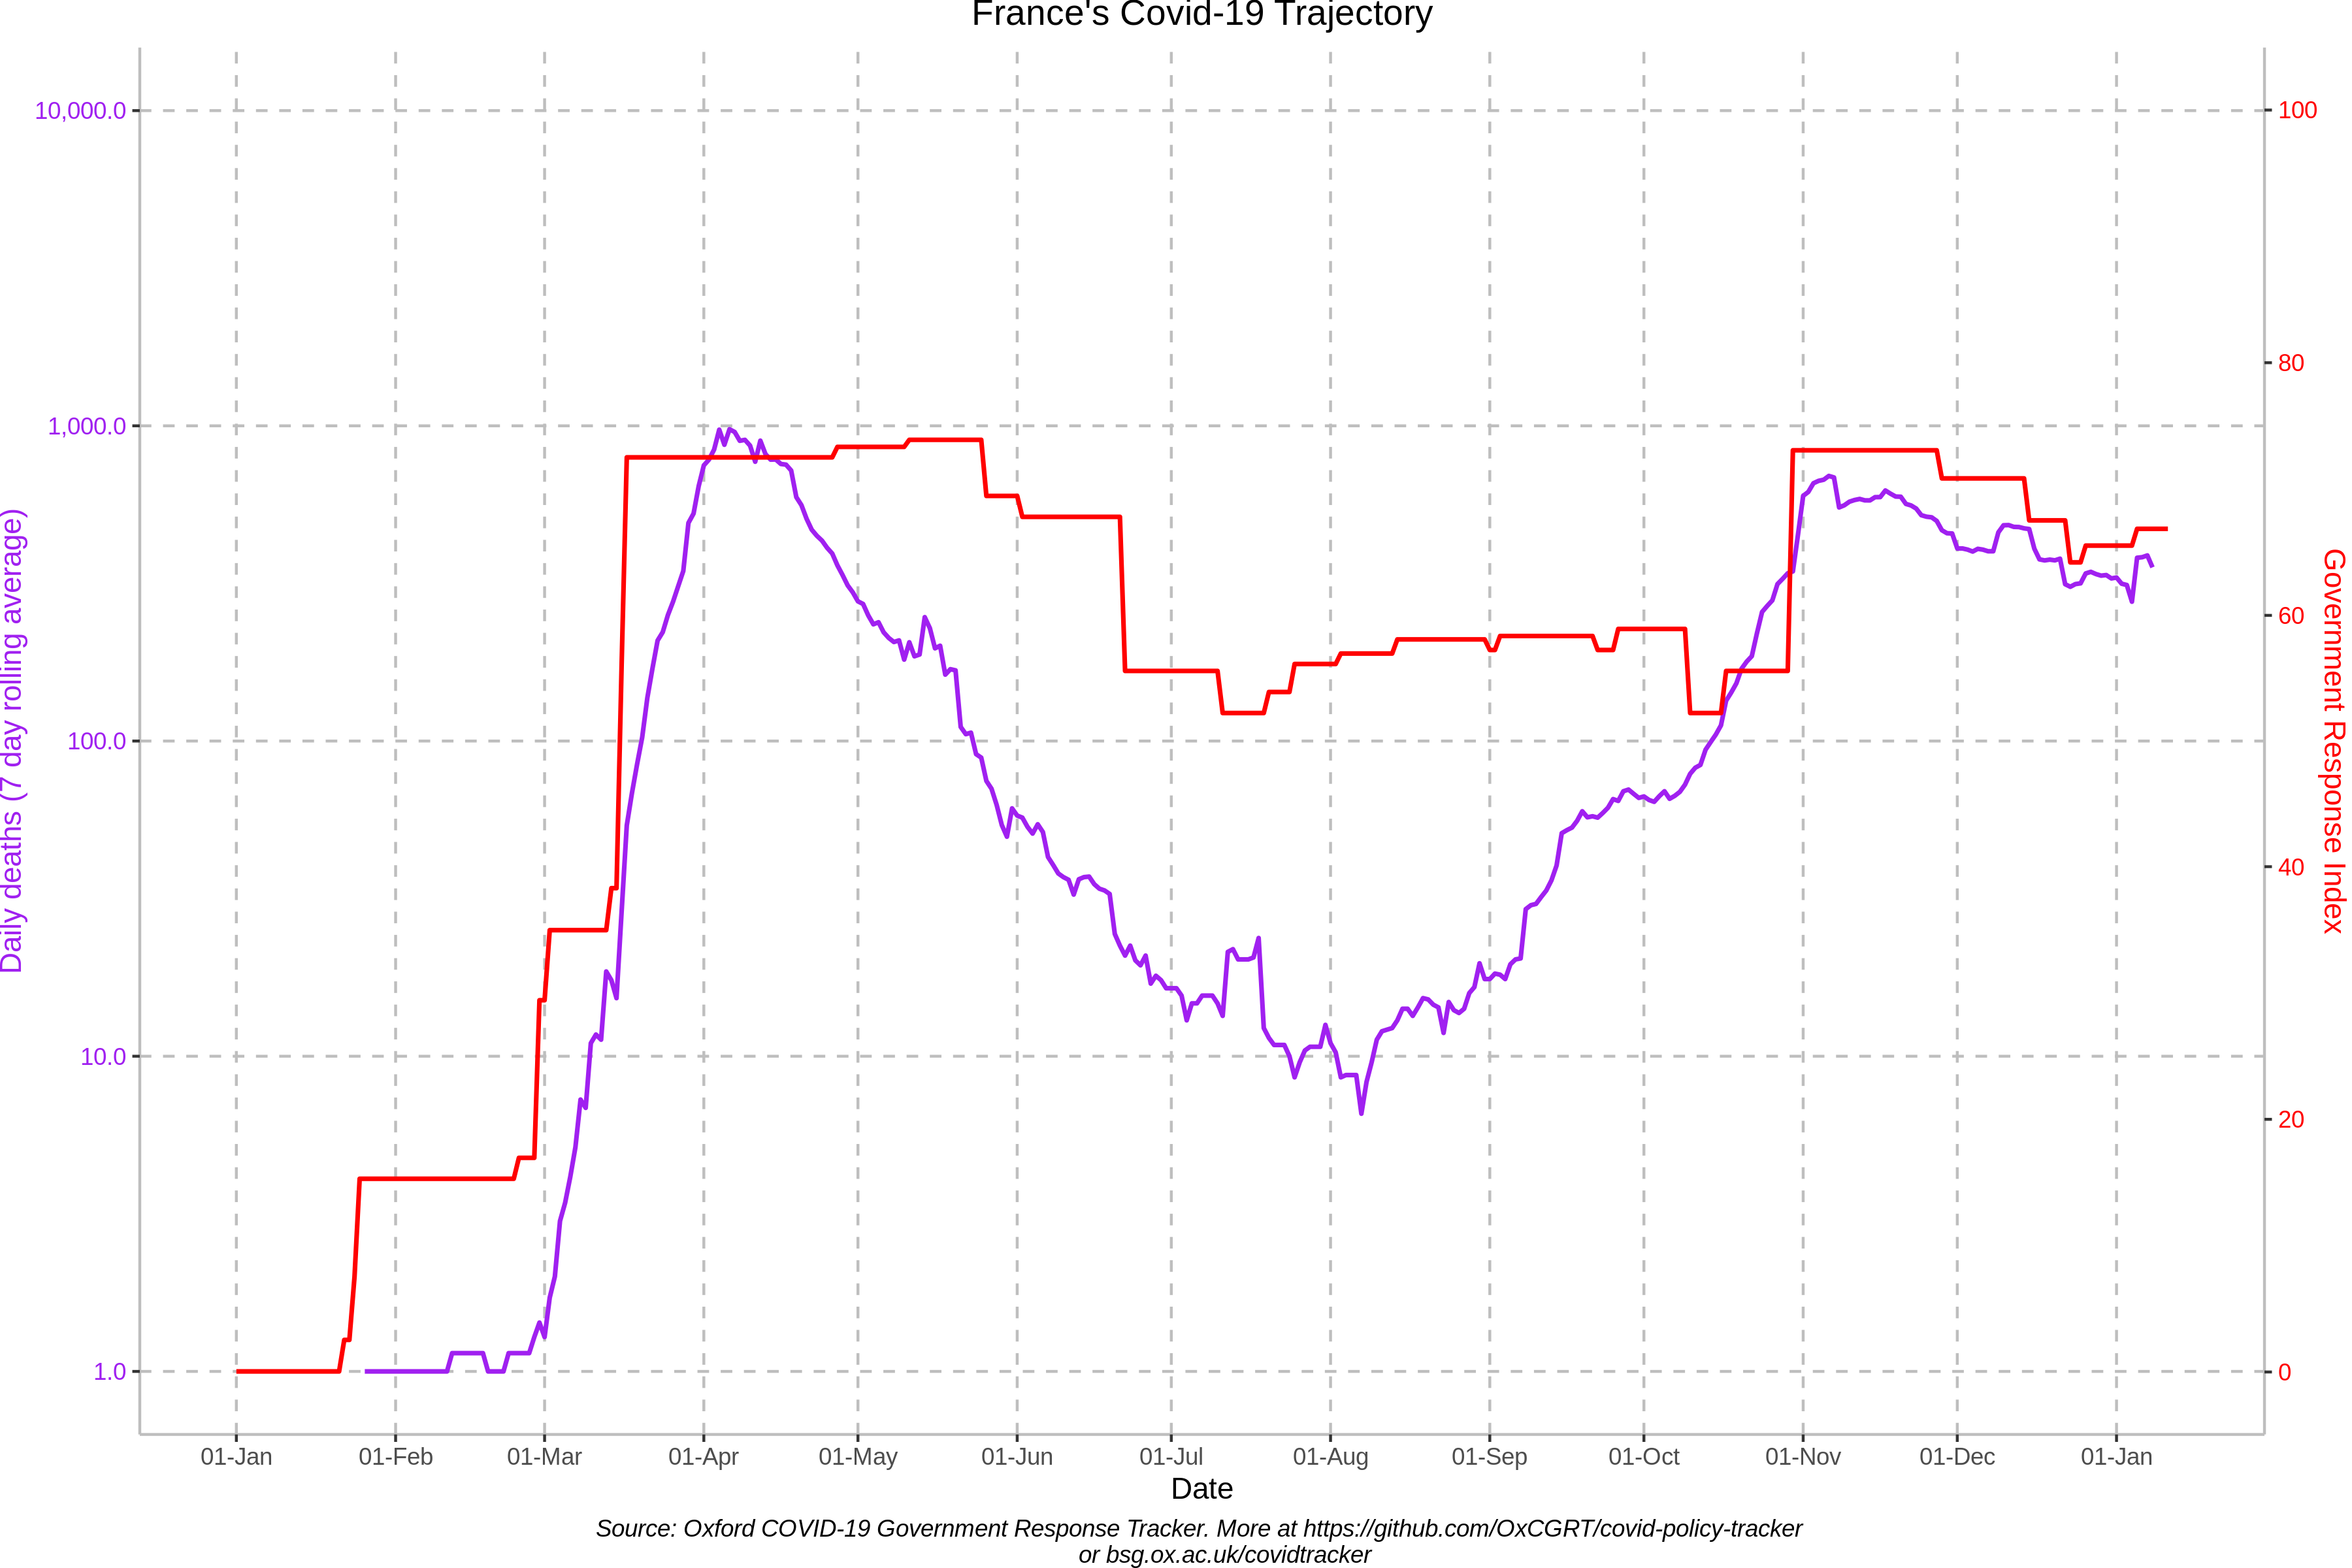 France's Covid-19 Trajectory
10,000.0
1,000.0
100.0
10.0
1.0
Daily deaths (7 day rolling average)
100
80
60
40
20
0
Government Response Index
01-Jan 01-Feb 01-Mar 01-Apr 01-May 01-Jun 01-Jul 01-Aug 01-Sep 01-Oct 01-Nov 01-Dec 01-Jan
Date
Source: Oxford COVID-19 Government Response Tracker. More at https://github.com/OxCGRT/covid-policy-tracker
or bsg.ox.ac.uk/covidtracker